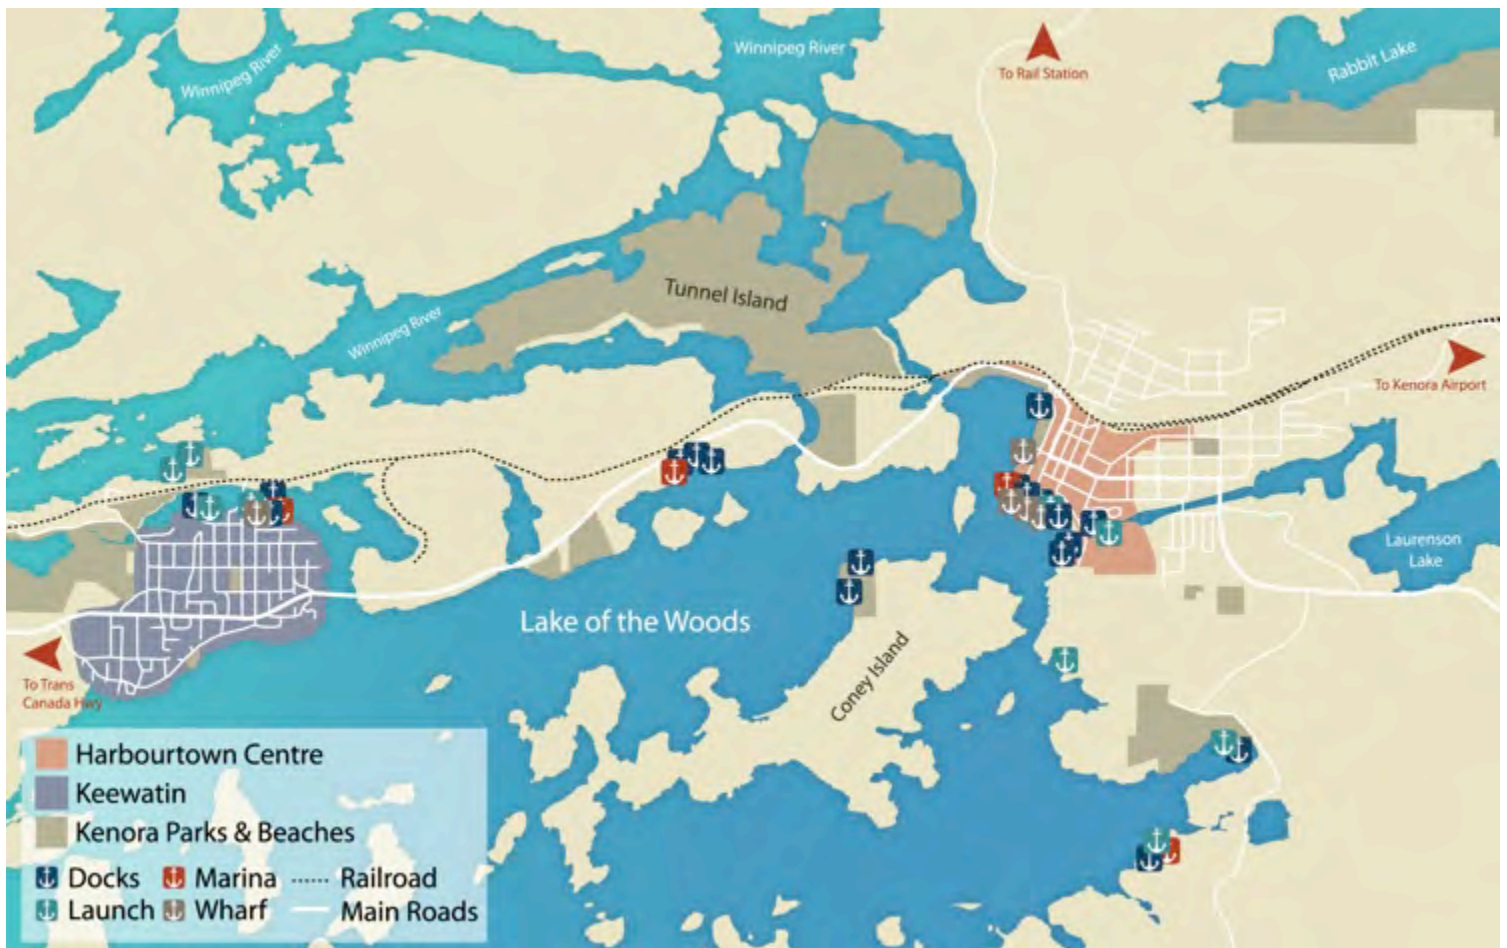 Winnipeg River
Winnipeg River
To Rail Station
Rabbit Lake
Tunnel Island
Winnipeg River
To Kenora Airport
Laurenson
Lake
Lake of the Woods
Coney Island
To Trans
Canada Hwy
Harbourtown Centre
Keewatin
Kenora Parks & Beaches
Docks Marina Railroad
Launch Wharf Main Roads